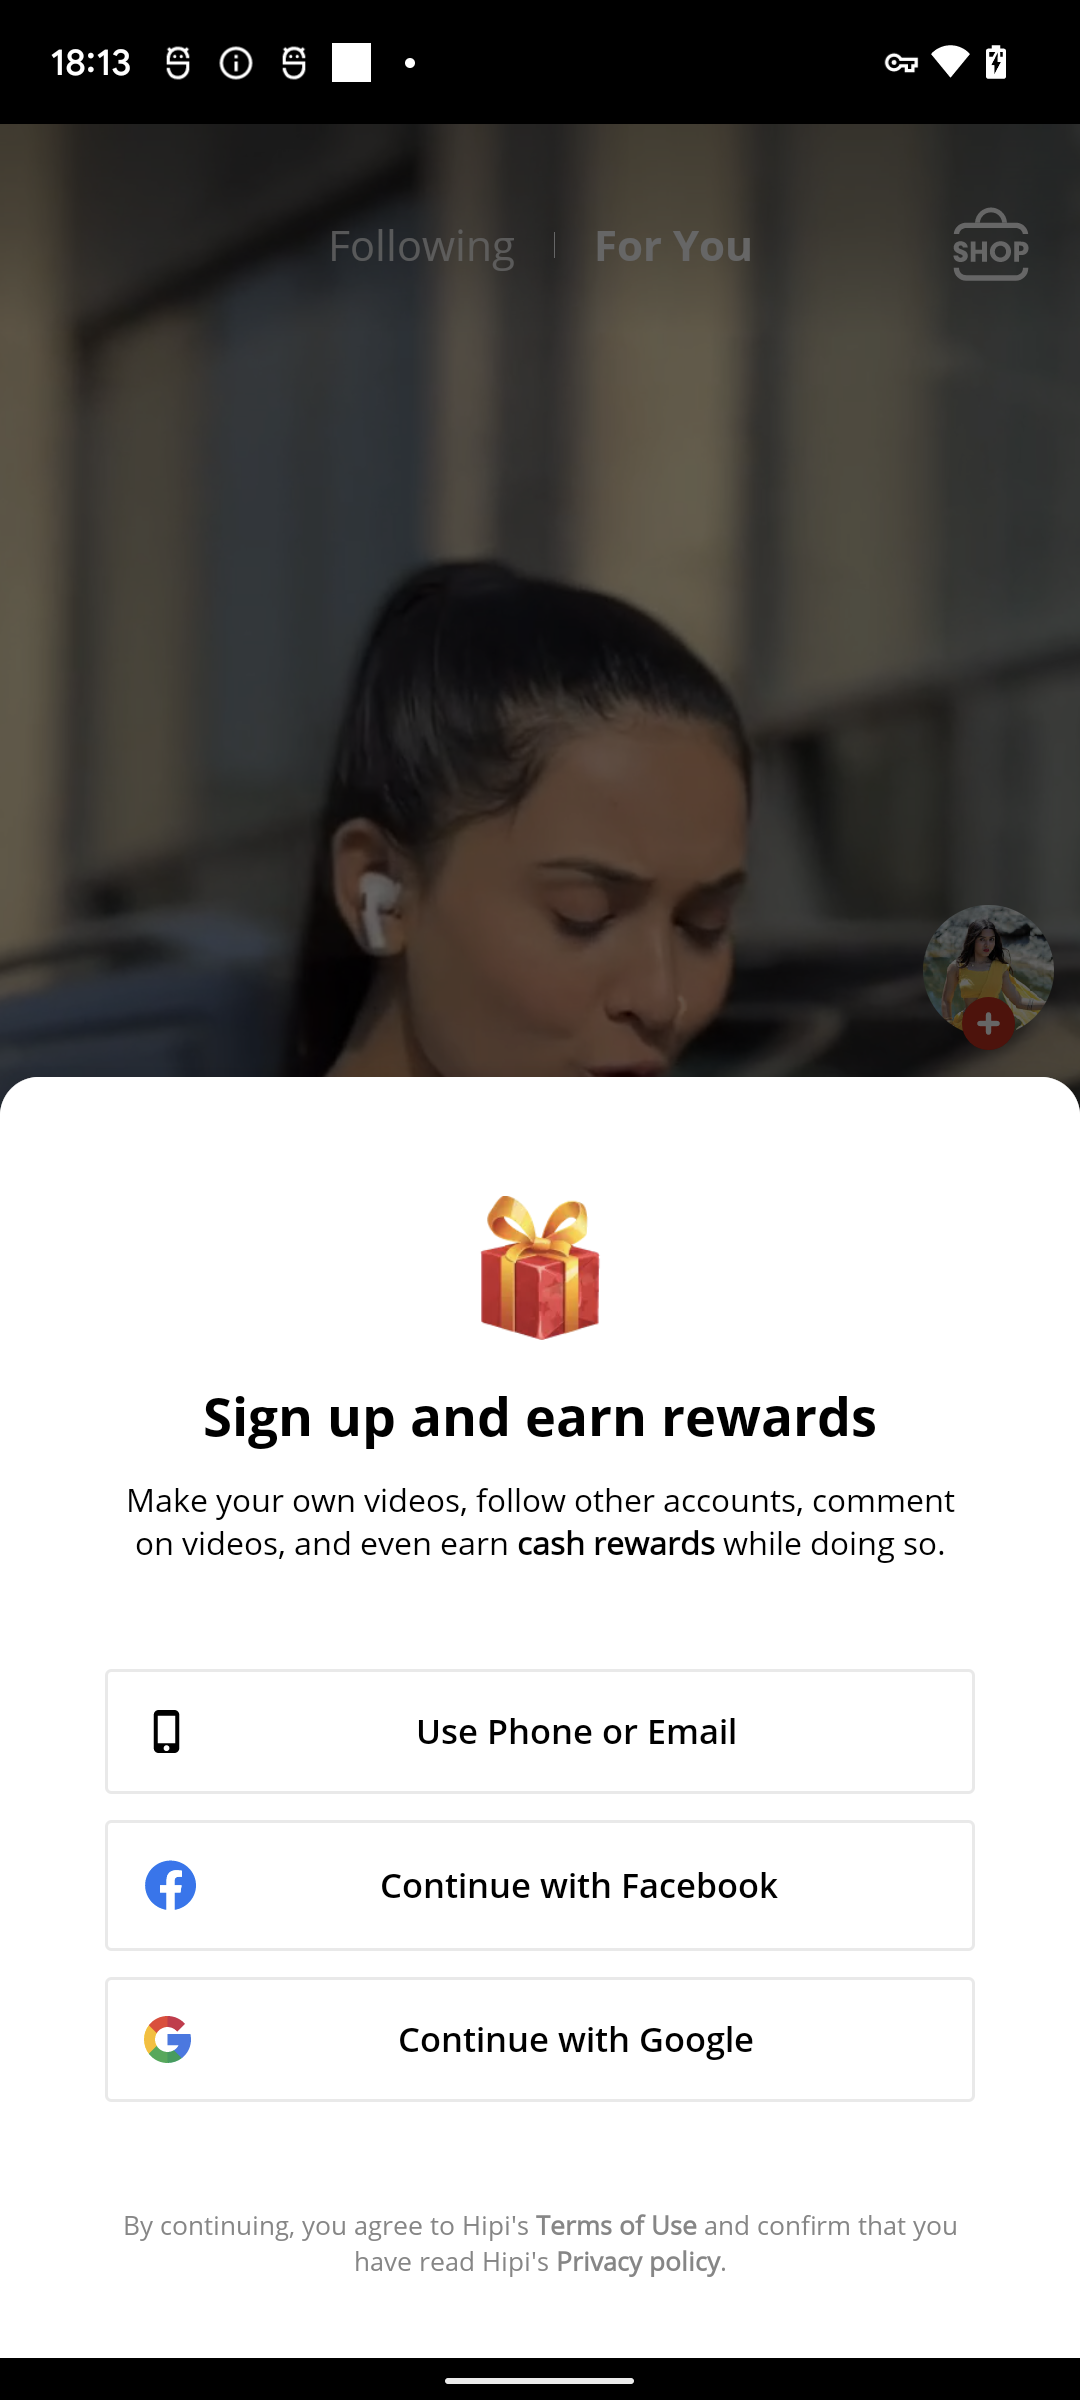 18:13
Following | For You
SHOP
Sign up and earn rewards
Make your own videos, follow other accounts, comment
on videos, and even earn cash rewards while doing so.
Use Phone or Email
Continue with Facebook
Continue with Google
By continuing, you agree to Hipi's Terms of Use and confirm that you
have read Hipi's Privacy policy.